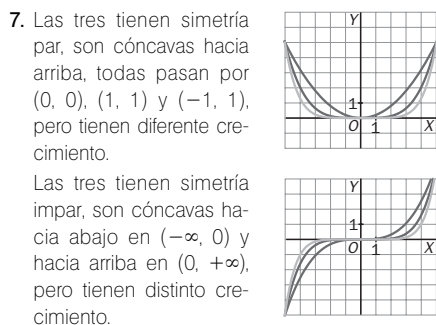 7. Las tres tienen simetría
par, son cóncavas hacia
arriba, todas pasan por
(0, 0), (1, 1) y (−1, 1),
pero tienen diferente cre-
cimiento.
Y
1
O 1 X
Las tres tienen simetría
impar, son cóncavas ha-
cia abajo en (−∞, 0) y
hacia arriba en (0, +∞),
pero tienen distinto cre-
cimiento.
Y
1
O 1 X